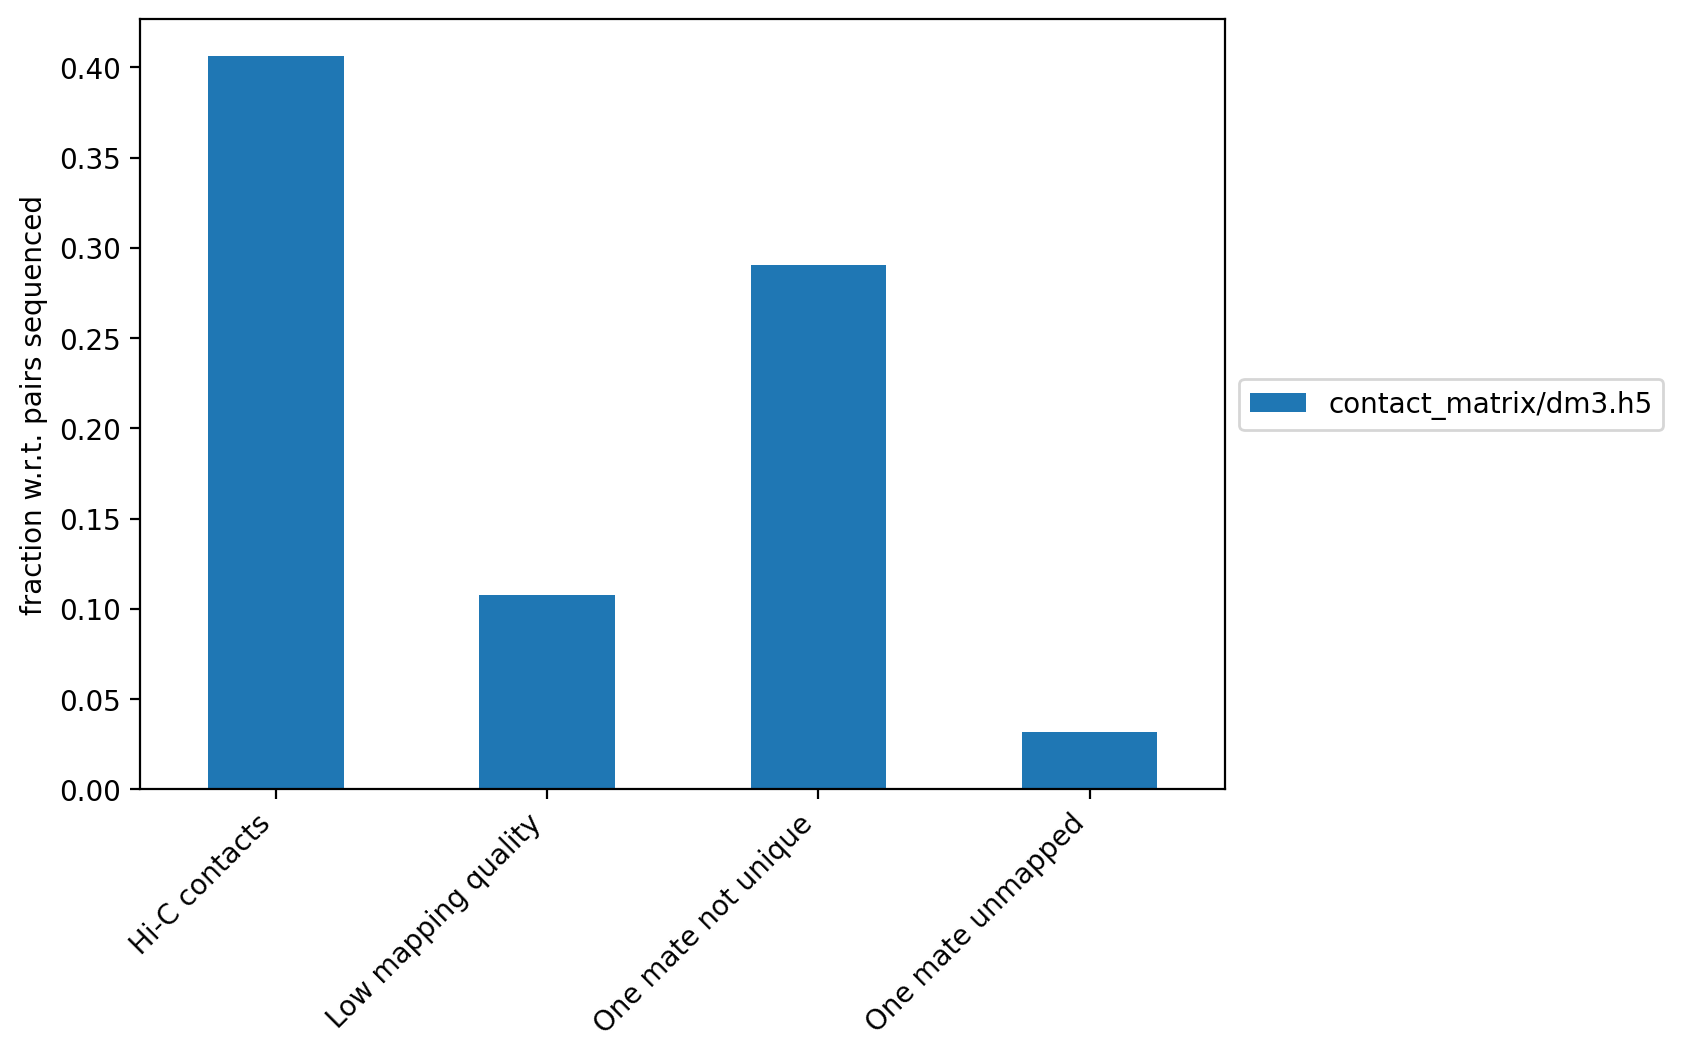 0.40
0.35
0.30
0.25
0.20
0.15
0.10
0.05
0.00
fraction w.r.t. pairs sequenced
Hi-C contacts
Low mapping quality
One mate not unique
One mate unmapped
contact_matrix/dm3.h5